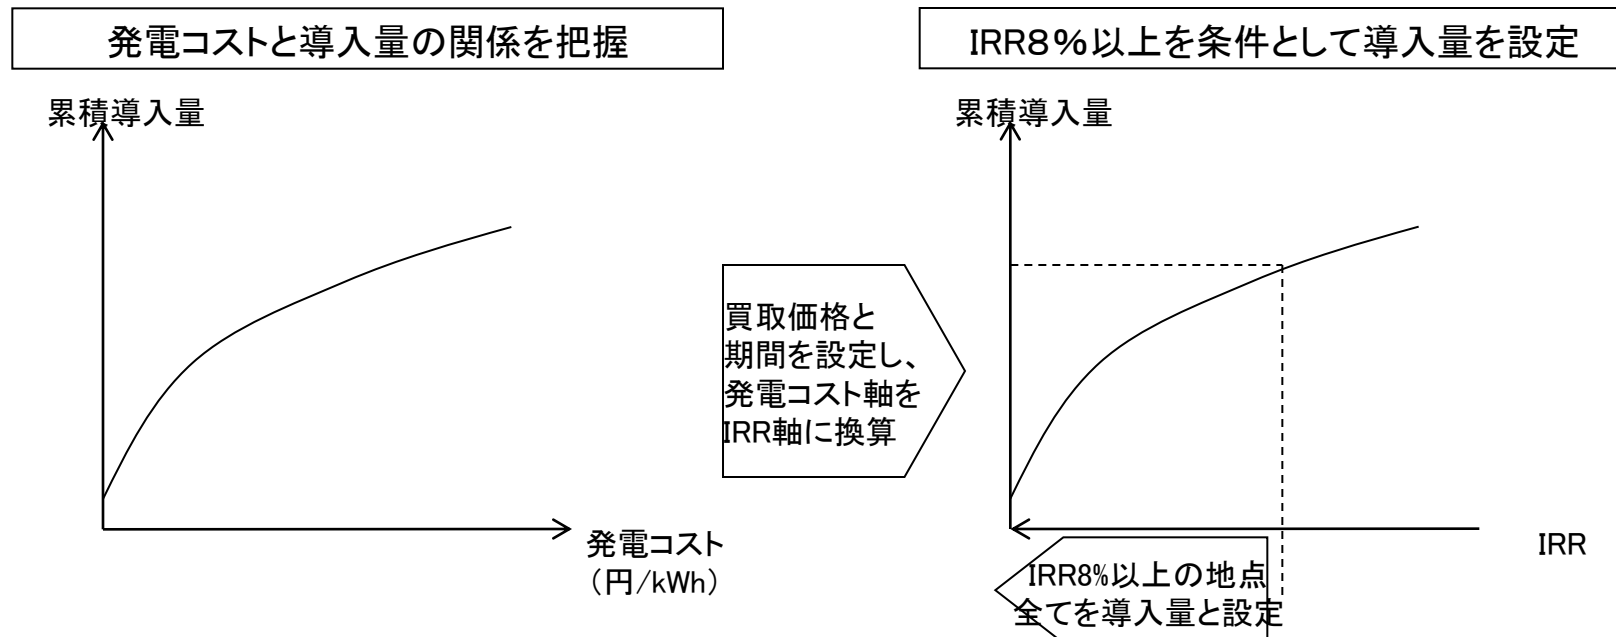 発電コストと導入量の関係を把握
累積導入量
発電コスト
（円/kWh）
買取価格と
期間を設定し、
発電コスト軸を
IRR軸に換算
IRR８％以上を条件として導入量を設定
累積導入量
IRR
IRR8%以上の地点
全てを導入量と設定